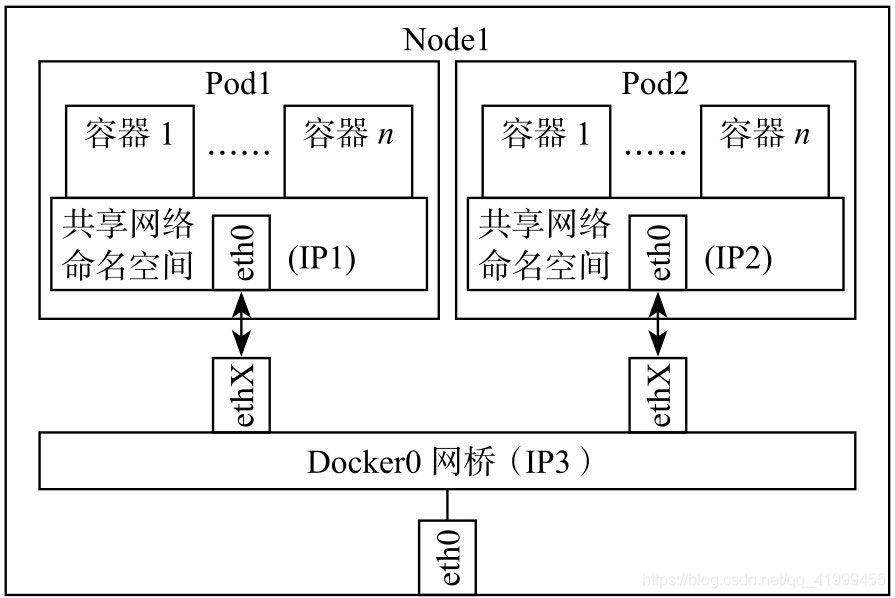 Node1
Pod1
容器 1
……
容器 n
共享网络
命名空间
eth0
(IP1)
ethX
Pod2
容器 1
……
容器 n
共享网络
命名空间
eth0
(IP2)
ethX
Docker0 网桥（IP3）
eth0
https://blog.csdn.net/qq_41999455